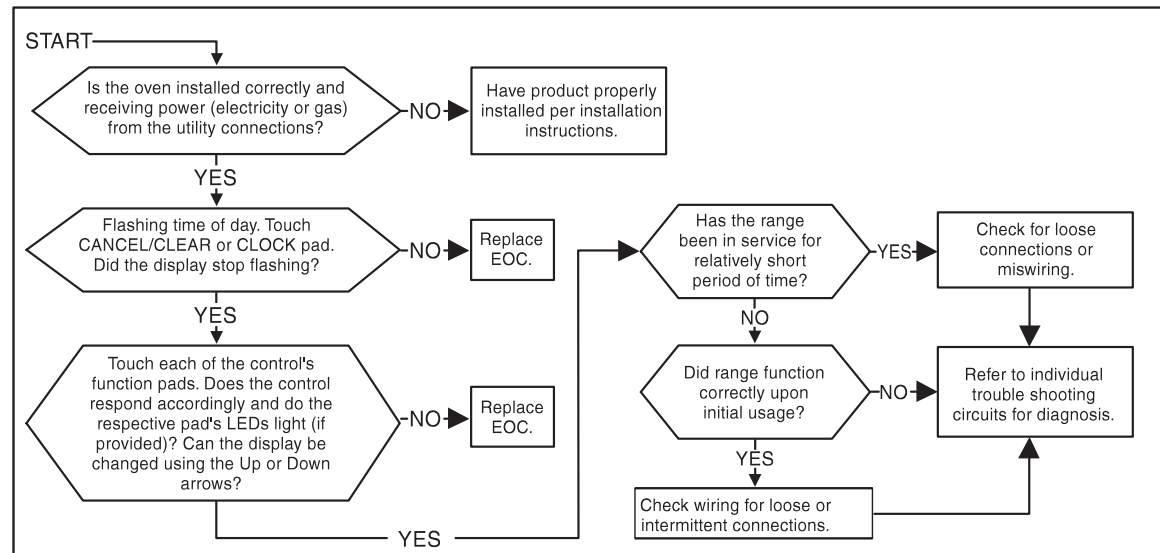 START
Is the oven installed correctly and
receiving power (electricity or gas)
from the utility connections?
NO
Have product properly
installed per installation
instructions.
YES
Flashing time of day. Touch
CANCEL/CLEAR or CLOCK pad.
Did the display stop flashing?
NO
Replace
EOC.
YES
Touch each of the control's
function pads. Does the control
respond accordingly and do the
respective pad's LEDs light (if
provided)? Can the display be
changed using the Up or Down
arrows?
NO
Replace
EOC.
YES
Has the range
been in service for
relatively short
period of time?
YES
Check for loose
connections or
miswiring.
NO
Did range function
correctly upon
initial usage?
NO
Refer to individual
trouble shooting
circuits for diagnosis.
YES
Check wiring for loose or
intermittent connections.